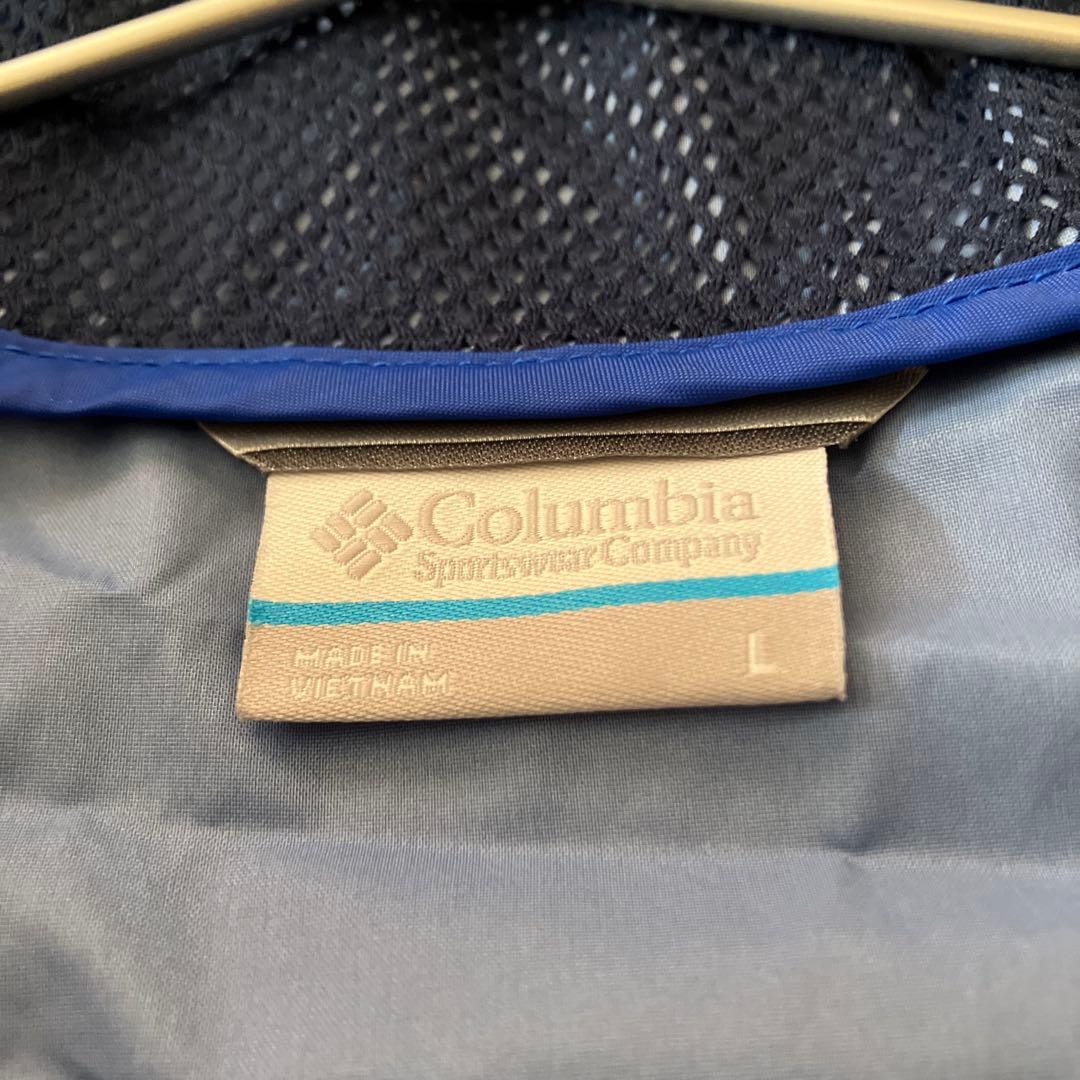 Columbia
Sportswear Company
MADE IN
VIETNAM
L